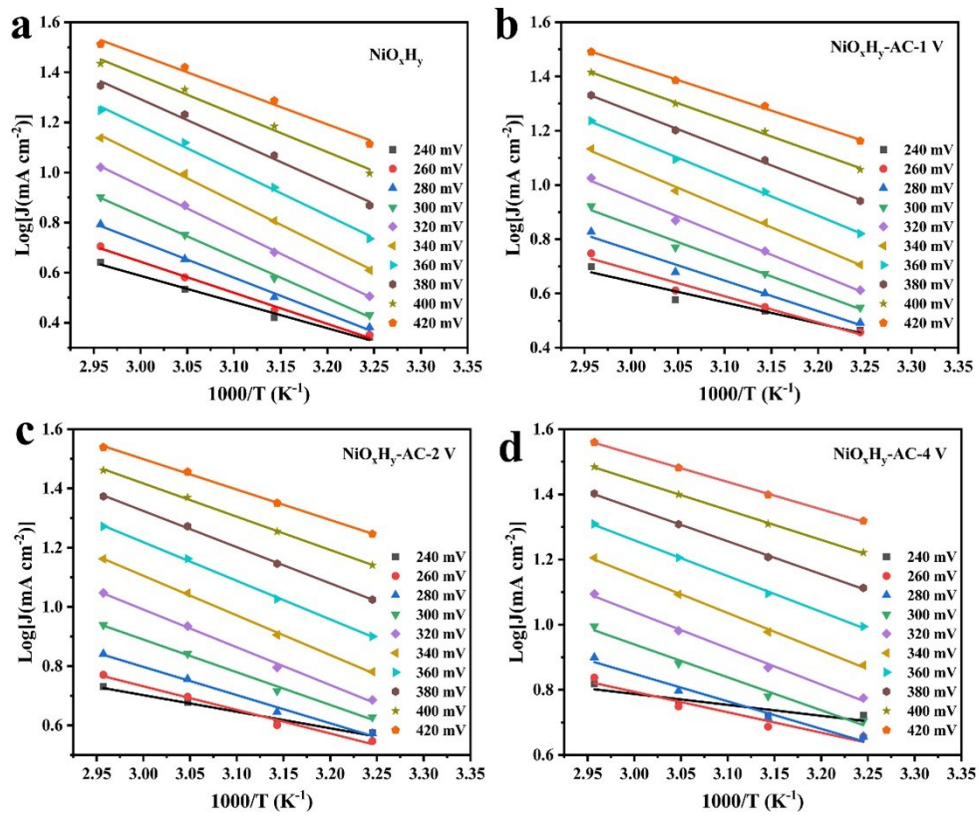 a
NiOₓHᵧ
Log[J(mA cm⁻²)]
1.6
1.4
1.2
1.0
0.8
0.6
0.4
2.95 3.00 3.05 3.10 3.15 3.20 3.25 3.30 3.35
1000/T (K⁻¹)
240 mV
260 mV
280 mV
300 mV
320 mV
340 mV
360 mV
380 mV
400 mV
420 mV
b
NiOₓHᵧ-AC-1 V
Log[J(mA cm⁻²)]
1.6
1.4
1.2
1.0
0.8
0.6
0.4
2.95 3.00 3.05 3.10 3.15 3.20 3.25 3.30 3.35
1000/T (K⁻¹)
240 mV
260 mV
280 mV
300 mV
320 mV
340 mV
360 mV
380 mV
400 mV
420 mV
c
NiOₓHᵧ-AC-2 V
Log[J(mA cm⁻²)]
1.6
1.4
1.2
1.0
0.8
0.6
2.95 3.00 3.05 3.10 3.15 3.20 3.25 3.30 3.35
1000/T (K⁻¹)
240 mV
260 mV
280 mV
300 mV
320 mV
340 mV
360 mV
380 mV
400 mV
420 mV
d
NiOₓHᵧ-AC-4 V
Log[J(mA cm⁻²)]
1.6
1.4
1.2
1.0
0.8
0.6
2.95 3.00 3.05 3.10 3.15 3.20 3.25 3.30 3.35
1000/T (K⁻¹)
240 mV
260 mV
280 mV
300 mV
320 mV
340 mV
360 mV
380 mV
400 mV
420 mV